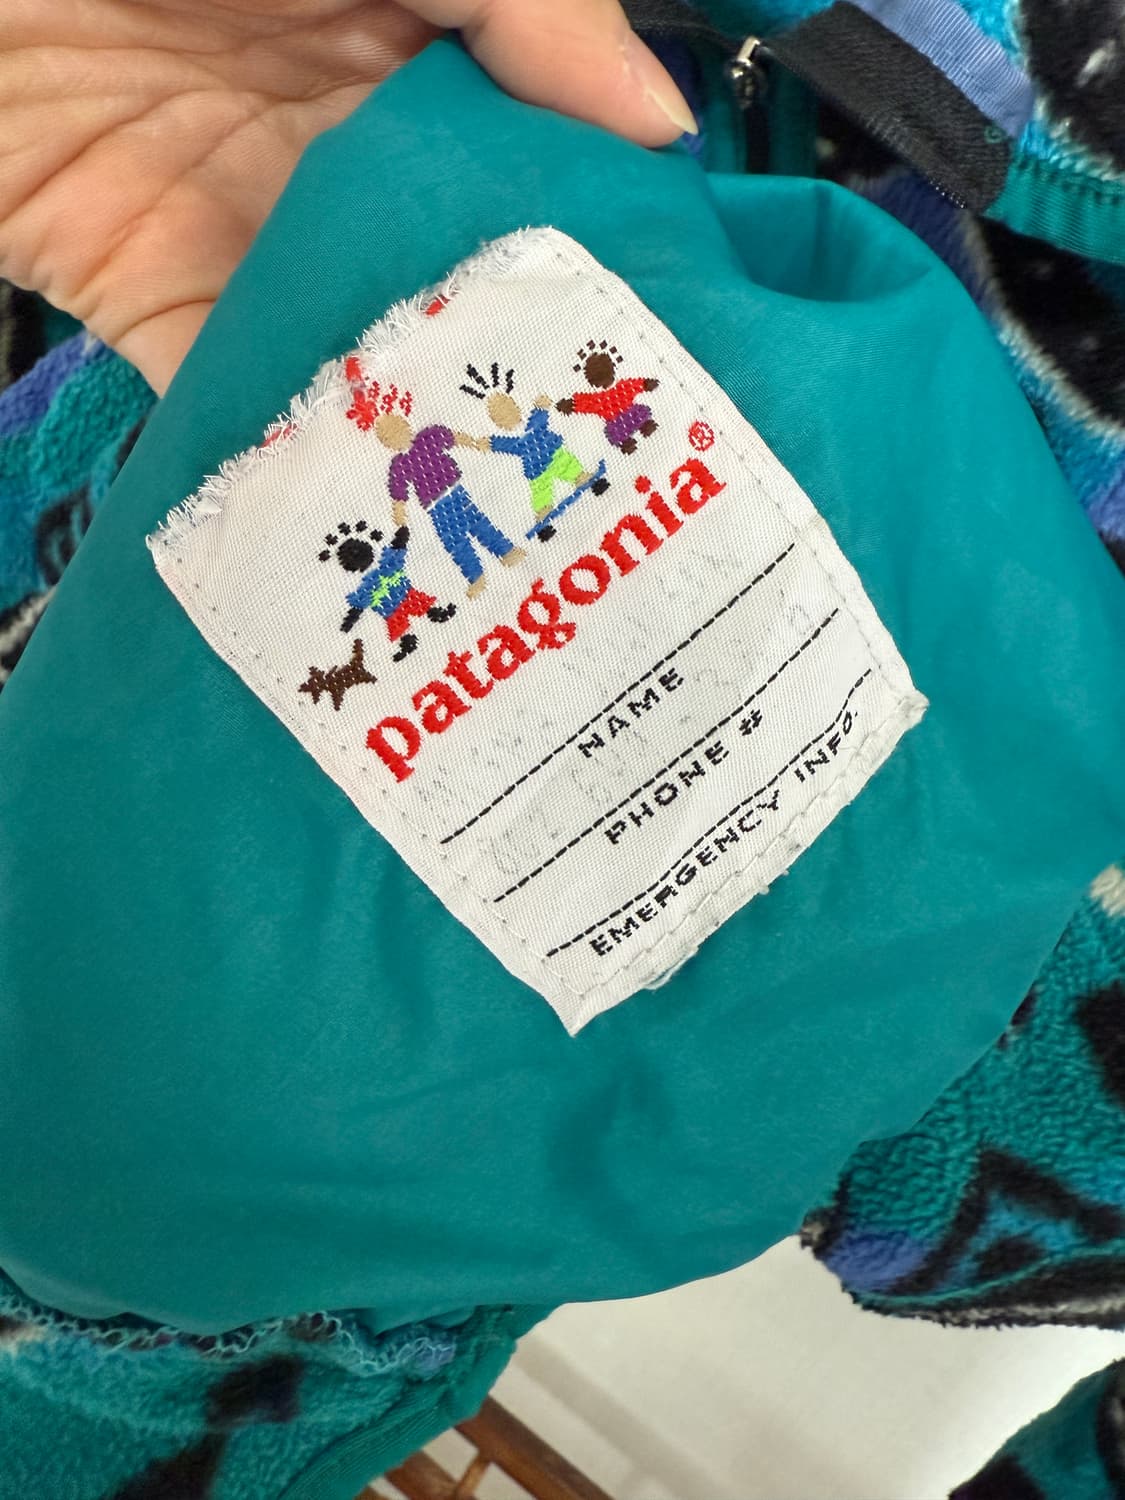 patagonia®
NAME
PHONE #
EMERGENCY INFO.